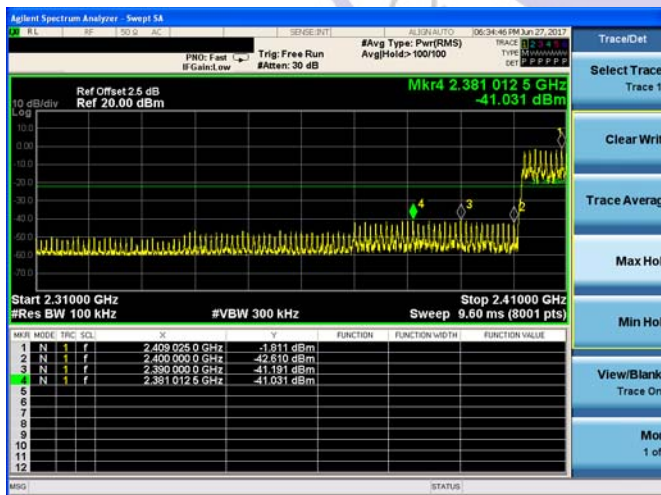 Agilent Spectrum Analyzer - Swept SA
RL RF 50 Ω AC SENSE:INT ALIGNAUTO 06:34:46 PM Jun 27, 2017
PNO: Fast Trig: Free Run #Avg Type: Pwr(RMS) TRACE 1 2 3 4 5 6
IFGain:Low #Atten: 30 dB Avg|Hold:>100/100 TYPE MWWWWW
DET P P P P P P
Ref Offset 2.5 dB Mkr4 2.381 012 5 GHz
10 dB/div Ref 20.00 dBm -41.031 dBm
Log
10.0
0.00
-10.0
-20.0
-30.0
-40.0
-50.0
-60.0
-70.0
1
4
3
2
Start 2.31000 GHz Stop 2.41000 GHz
#Res BW 100 kHz #VBW 300 kHz Sweep 9.60 ms (8001 pts)
MKR MODE TRC SCL X Y FUNCTION FUNCTION WIDTH FUNCTION VALUE
1 N 1 f 2.409 025 0 GHz -1.811 dBm
2 N 1 f 2.400 000 0 GHz -42.610 dBm
3 N 1 f 2.390 000 0 GHz -41.191 dBm
4 N 1 f 2.381 012 5 GHz -41.031 dBm
5
6
7
8
9
10
11
12
MSG STATUS
Trace/Det
Select Trace
Trace 1
Clear Writ
Trace Averag
Max Hol
Min Hol
View/Blank
Trace On
Mor
1 of